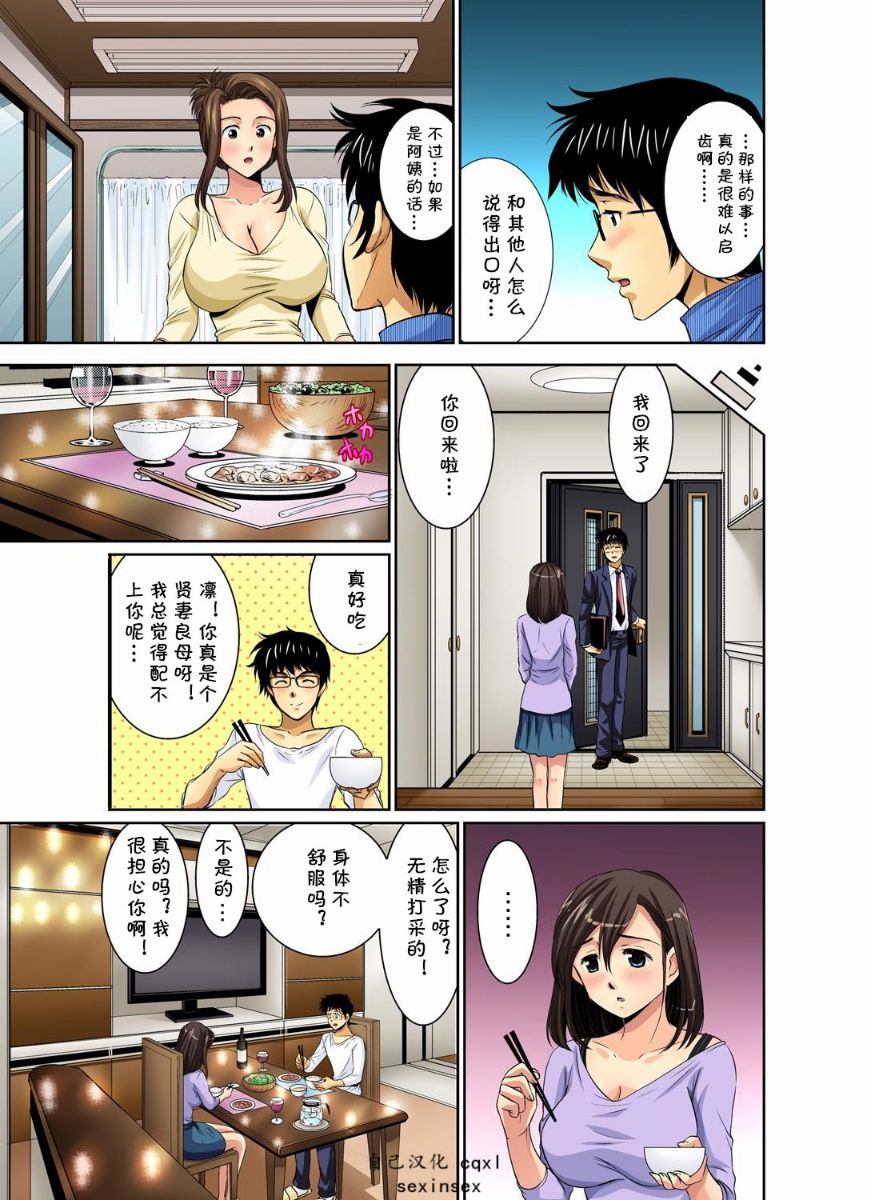 …那样的事…
真的是很难以启
齿啊……
和其他人怎么
说得出口呀…
不过…如果
是阿姨的话…
我回来了
你回来啦…
ホカ
ホカ
真好吃
凛！你真是个
贤妻良母呀！
我总觉得配不
上你呢…
……
怎么了呀？
无精打采的！
身体不
舒服吗？
不是的…
真的吗？我
很担心你啊！
自己汉化 cqxl
sexinsex